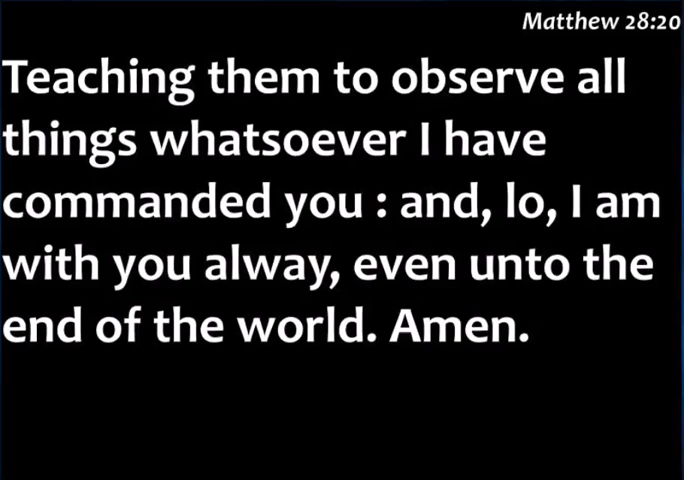 Matthew 28:20
Teaching them to observe all
things whatsoever I have
commanded you : and, lo, I am
with you alway, even unto the
end of the world. Amen.